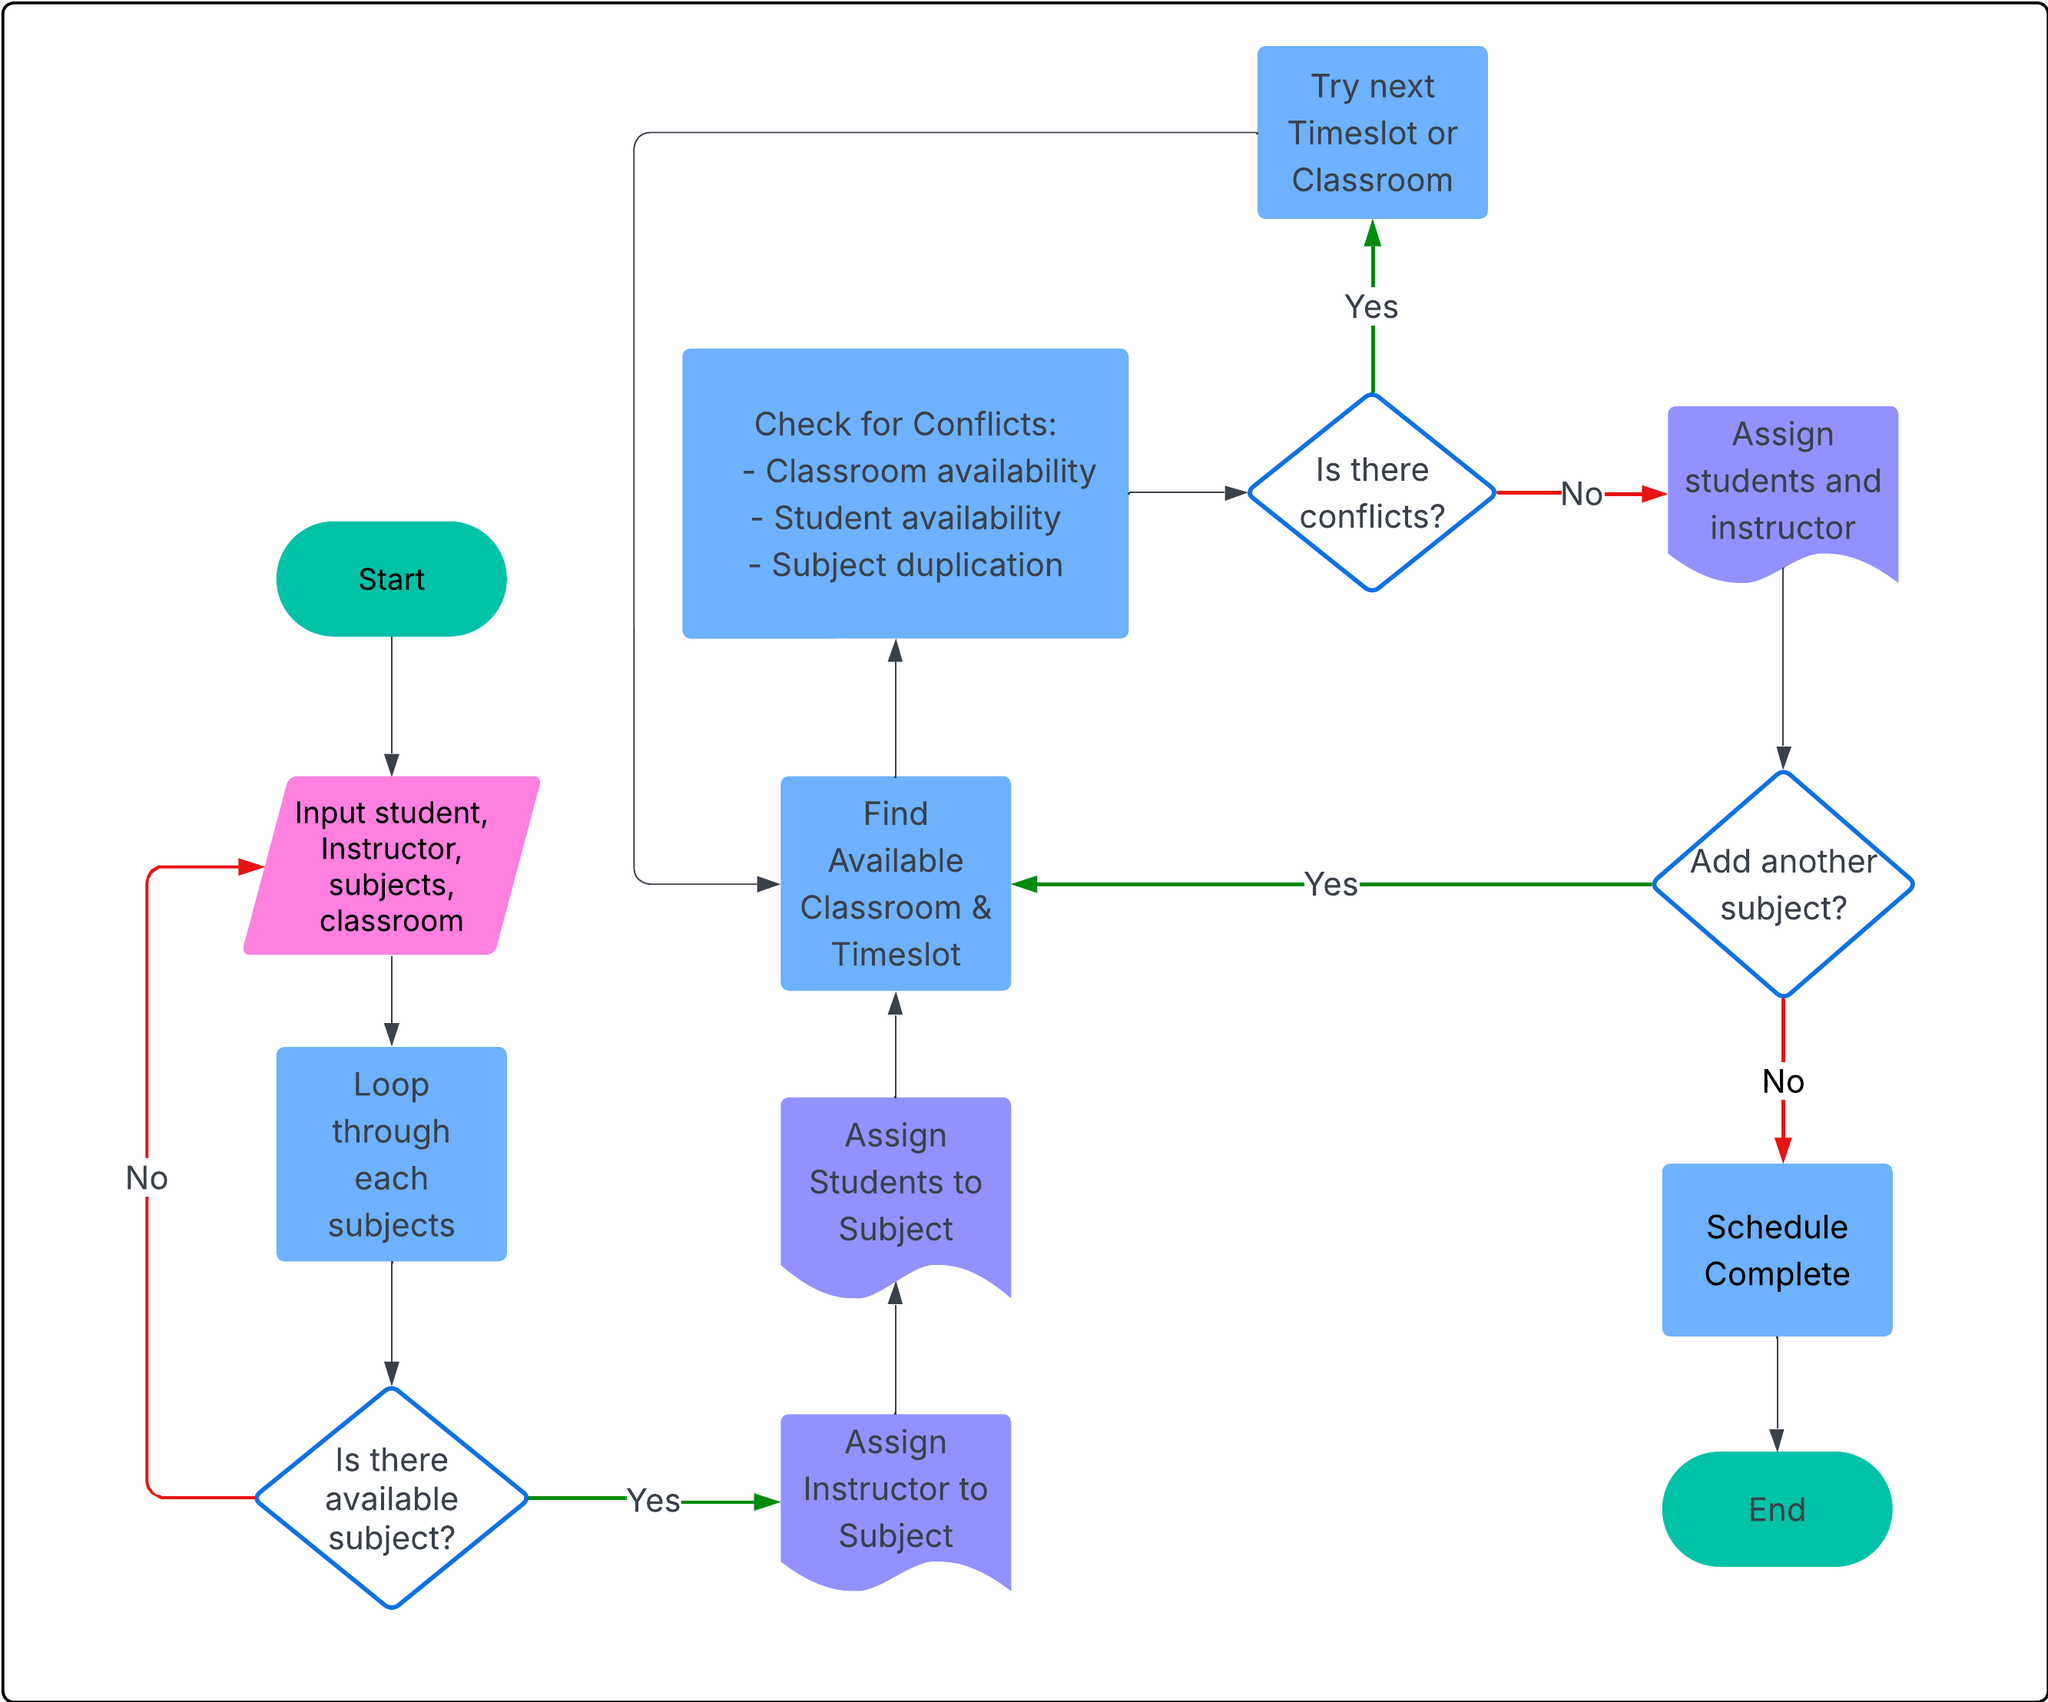 Start
Input student,
Instructor,
subjects,
classroom
Loop
through
each
subjects
No
Is there
available
subject?
Yes
Assign
Instructor to
Subject
Assign
Students to
Subject
Find
Available
Classroom &
Timeslot
Check for Conflicts:
- Classroom availability
- Student availability
- Subject duplication
Is there
conflicts?
Yes
Try next
Timeslot or
Classroom
No
Assign
students and
instructor
Add another
subject?
Yes
No
Schedule
Complete
End